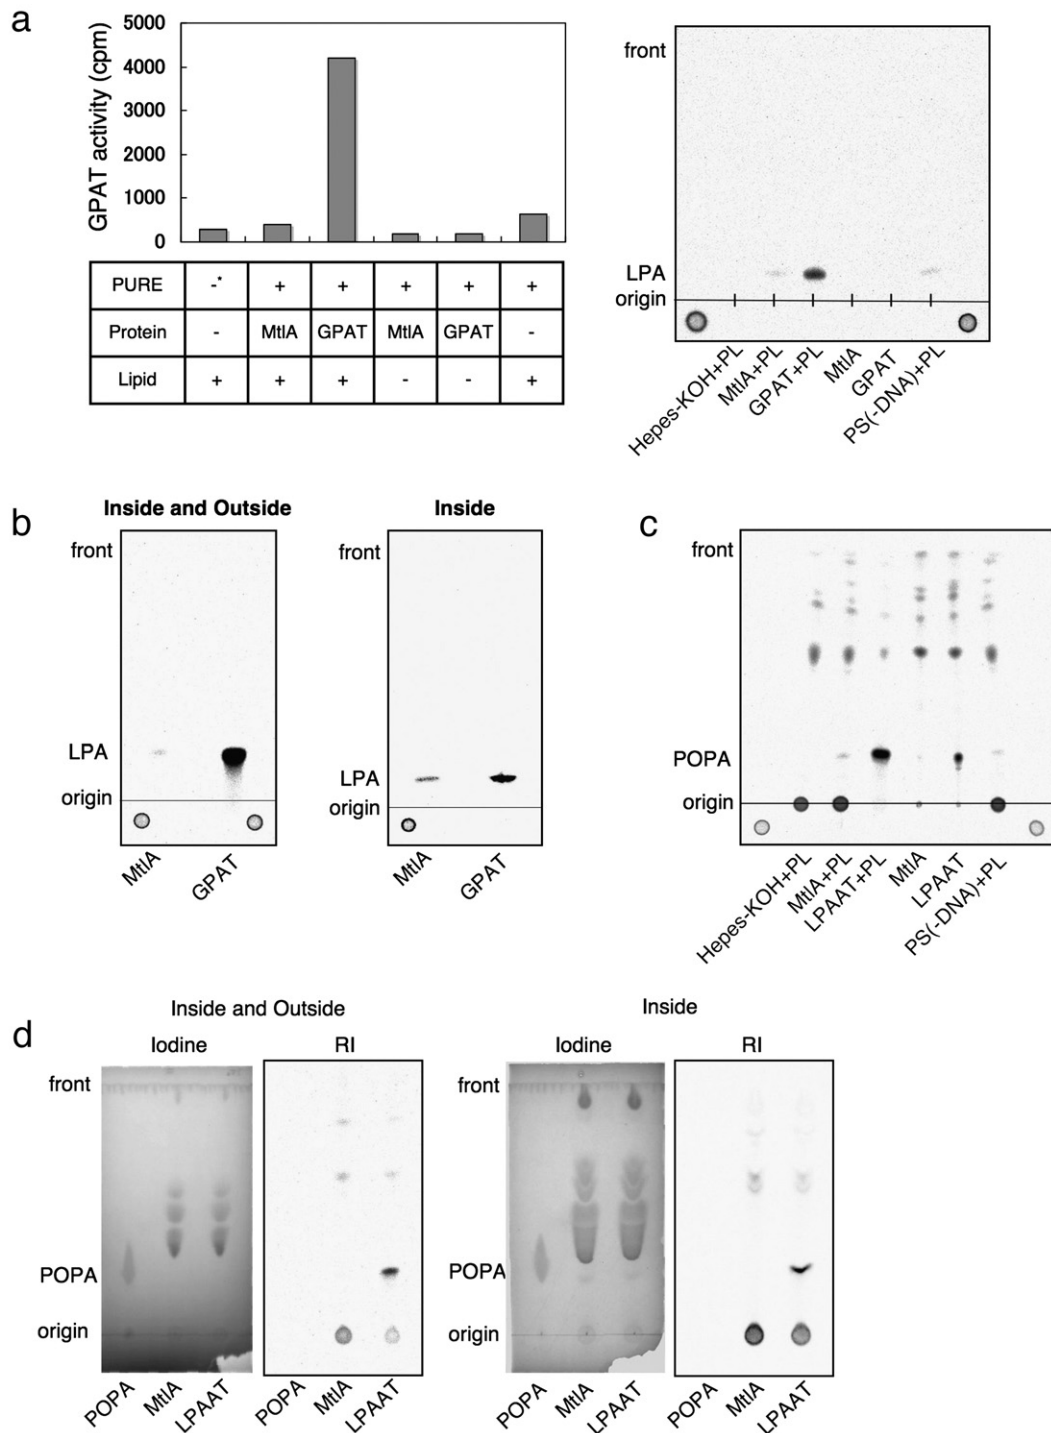 a
GPAT activity (cpm)
5000
4000
3000
2000
1000
0
PURE -* + + + + +
Protein - MtlA GPAT MtlA GPAT -
Lipid + + + - - +
front
LPA
origin
Hepes-KOH+PL
MtlA+PL
GPAT+PL
MtlA
GPAT
PS(-DNA)+PL
b
Inside and Outside
front
LPA
origin
MtlA
GPAT
Inside
front
LPA
origin
MtlA
GPAT
c
front
POPA
origin
Hepes-KOH+PL
MtlA+PL
LPAAT+PL
MtlA
LPAAT
PS(-DNA)+PL
d
Inside and Outside
Iodine
RI
front
POPA
origin
POPA
MtlA
LPAAT
POPA
MtlA
LPAAT
Inside
Iodine
RI
front
POPA
origin
POPA
MtlA
LPAAT
POPA
MtlA
LPAAT